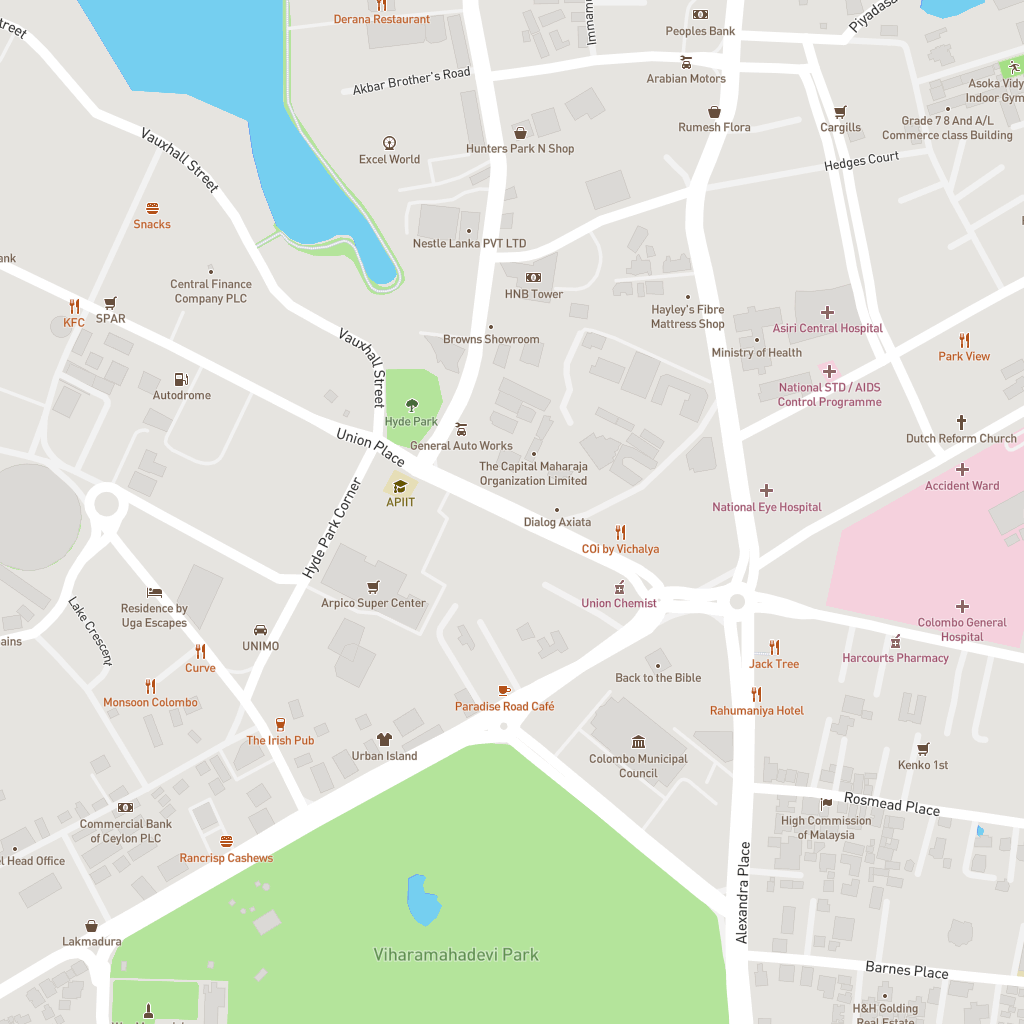 Derana Restaurant
Peoples Bank
Arabian Motors
Akbar Brother's Road
Asoka Vidy
Indoor Gym
Rumesh Flora
Cargills
Grade 7 8 And A/L
Commerce class Building
Vauxhall Street
Excel World
Hunters Park N Shop
Hedges Court
Snacks
Nestle Lanka PVT LTD
Central Finance
Company PLC
HNB Tower
SPAR
KFC
Hayley's Fibre
Mattress Shop
Asiri Central Hospital
Vauxhall Street
Browns Showroom
Ministry of Health
Park View
Autodrome
National STD / AIDS
Control Programme
Hyde Park
Union Place
General Auto Works
Dutch Reform Church
The Capital Maharaja
Organization Limited
Accident Ward
APIIT
National Eye Hospital
Dialog Axiata
Hyde Park Corner
COi by Vichalya
Union Chemist
Arpico Super Center
Residence by
Uga Escapes
Lake Crescent
Colombo General
Hospital
UNIMO
Curve
Harcourts Pharmacy
Jack Tree
Back to the Bible
Monsoon Colombo
Paradise Road Café
Rahumaniya Hotel
The Irish Pub
Urban Island
Colombo Municipal
Council
Kenko 1st
Rosmead Place
Commercial Bank
of Ceylon PLC
High Commission
of Malaysia
Rancrisp Cashews
el Head Office
Alexandra Place
Lakmadura
Viharamahadevi Park
Barnes Place
H&H Golding
Real Estate